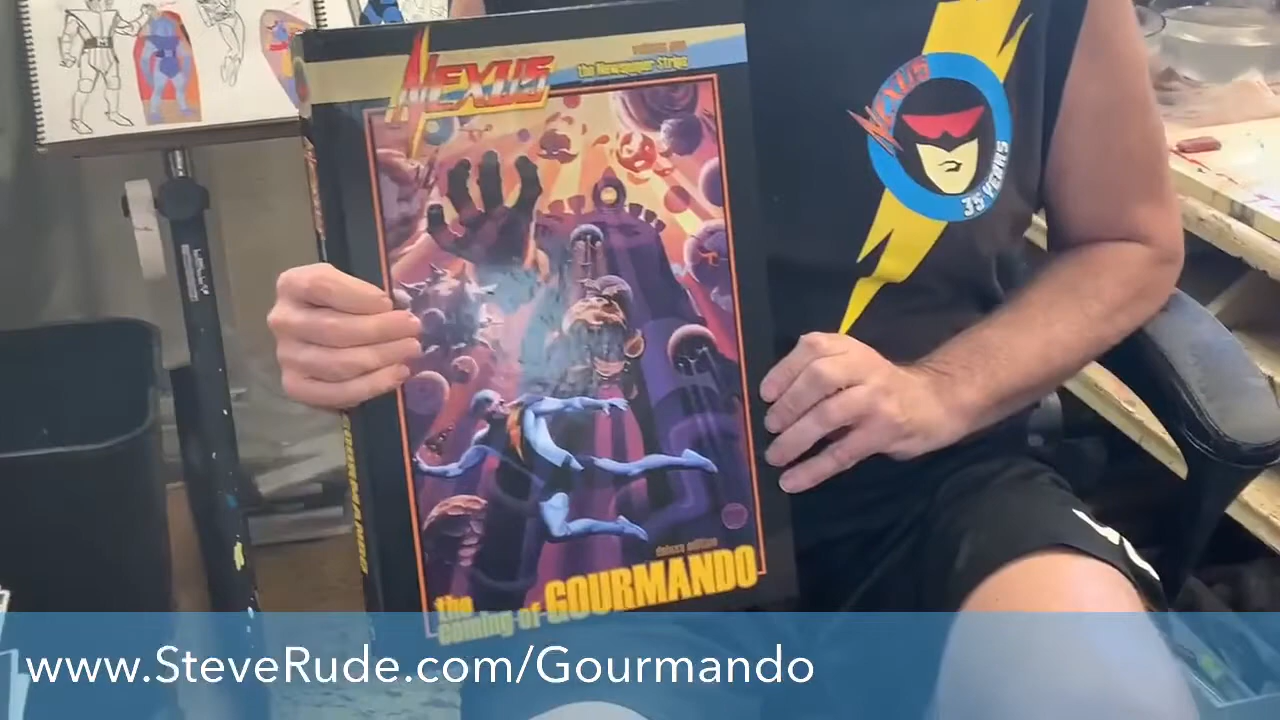 NEXUS
volume one
the Newspaper Strips
deluxe edition
the
coming of GOURMANDO
GOURMANDO
NEXUS
35 YEARS
www.SteveRude.com/Gourmando